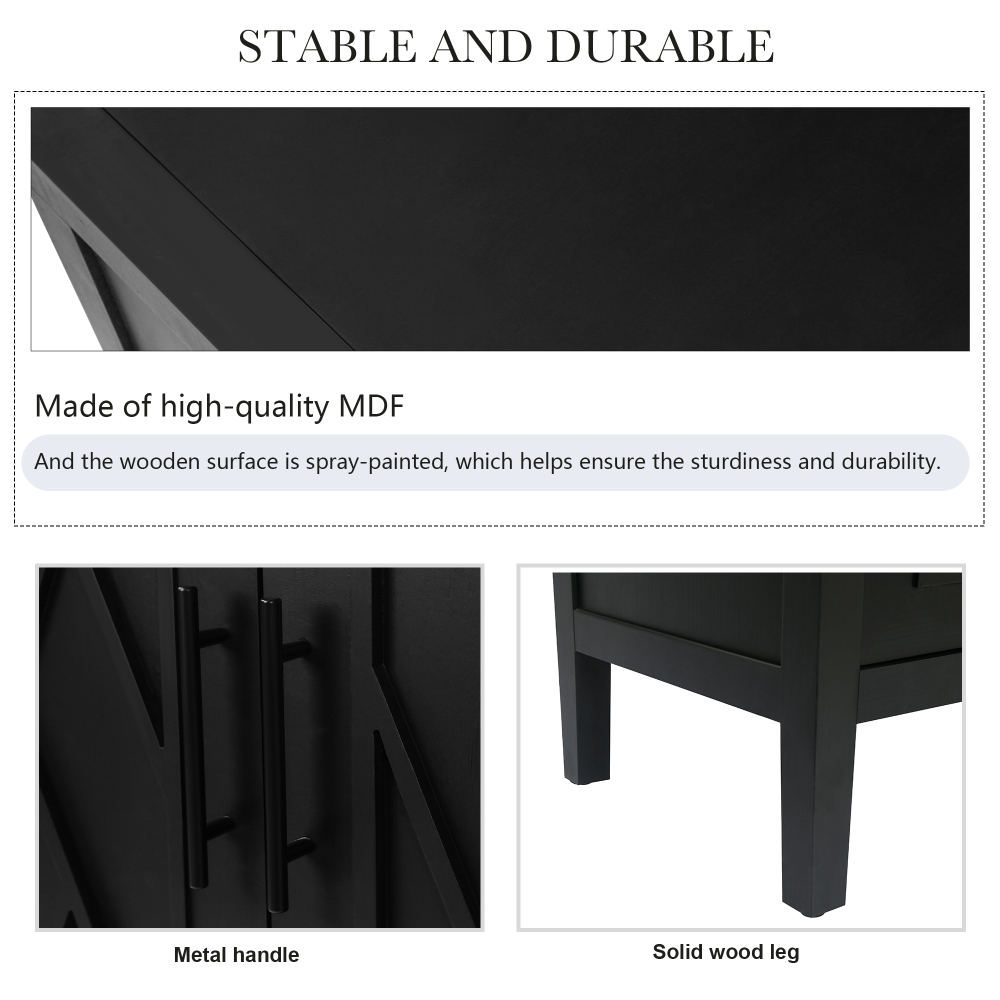 STABLE AND DURABLE
Made of high-quality MDF
And the wooden surface is spray-painted, which helps ensure the sturdiness and durability.
Metal handle
Solid wood leg